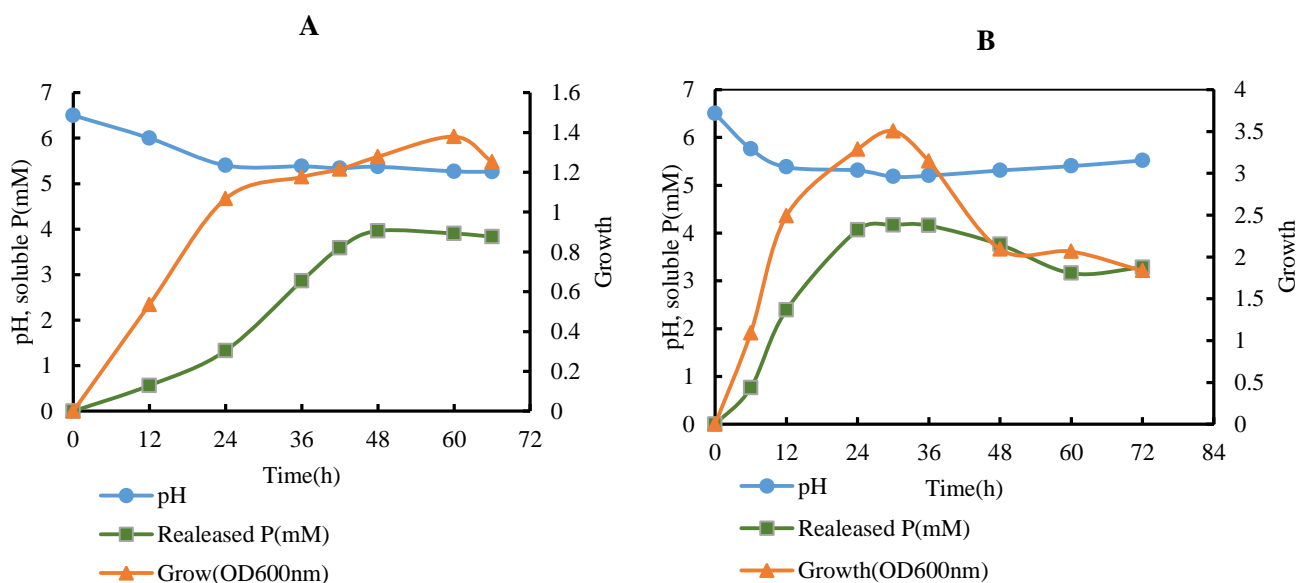 A
7
6
5
4
3
2
1
0
pH, soluble P(mM)
1.6
1.4
1.2
1
0.8
0.6
0.4
0.2
0
Growth
0 12 24 36 48 60 72
Time(h)
pH
Realeased P(mM)
Grow(OD600nm)
B
7
6
5
4
3
2
1
0
pH, soluble P(mM)
4
3.5
3
2.5
2
1.5
1
0.5
0
Growth
0 12 24 36 48 60 72 84
Time(h)
pH
Realeased P(mM)
Growth(OD600nm)